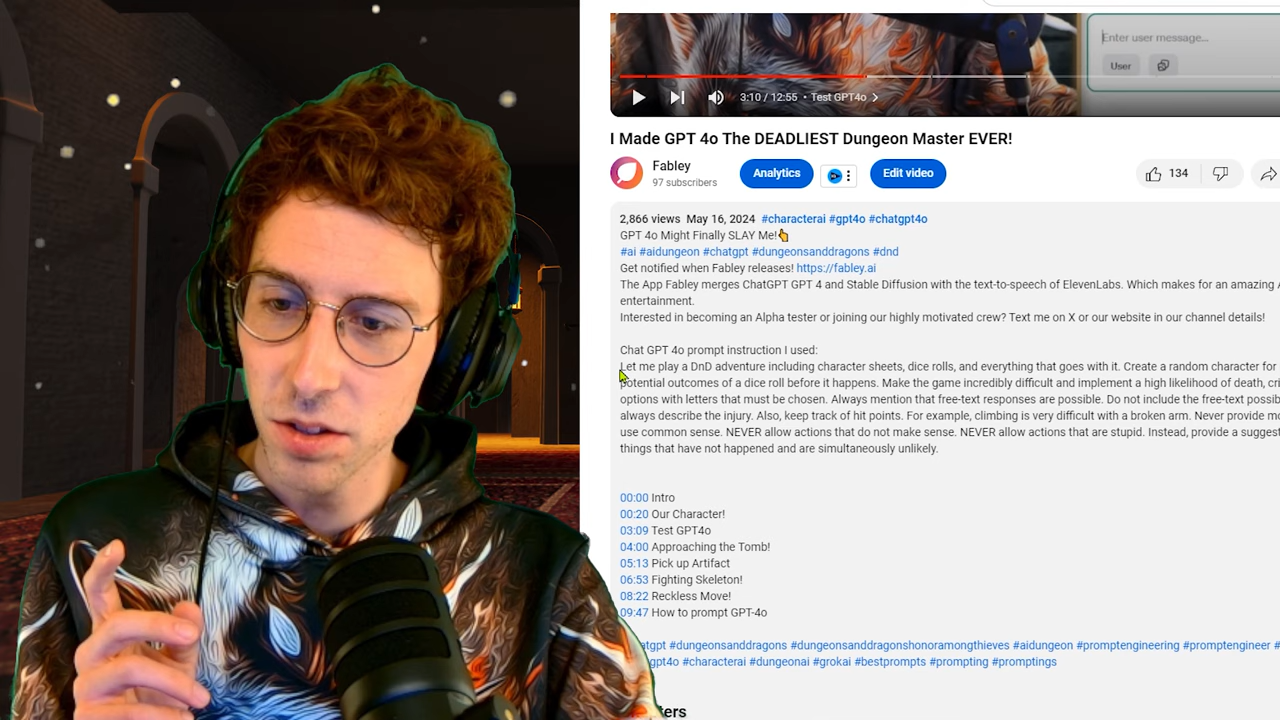 Enter user message...
User
3:10 / 12:55 • Test GPT4o
I Made GPT 4o The DEADLIEST Dungeon Master EVER!
Fabley
97 subscribers
Analytics
Edit video
134
2,866 views May 16, 2024 #characterai #gpt4o #chatgpt4o
GPT 4o Might Finally SLAY Me!👆
#ai #aidungeon #chatgpt #dungeonsanddragons #dnd
Get notified when Fabley releases! https://fabley.ai
The App Fabley merges ChatGPT GPT 4 and Stable Diffusion with the text-to-speech of ElevenLabs. Which makes for an amazing
entertainment.
Interested in becoming an Alpha tester or joining our highly motivated crew? Text me on X or our website in our channel details!
Chat GPT 4o prompt instruction I used:
Let me play a DnD adventure including character sheets, dice rolls, and everything that goes with it. Create a random character for
potential outcomes of a dice roll before it happens. Make the game incredibly difficult and implement a high likelihood of death, cri
options with letters that must be chosen. Always mention that free-text responses are possible. Do not include the free-text possib
always describe the injury. Also, keep track of hit points. For example, climbing is very difficult with a broken arm. Never provide mo
use common sense. NEVER allow actions that do not make sense. NEVER allow actions that are stupid. Instead, provide a suggest
things that have not happened and are simultaneously unlikely.
00:00 Intro
00:20 Our Character!
03:09 Test GPT4o
04:00 Approaching the Tomb!
05:13 Pick up Artifact
06:53 Fighting Skeleton!
08:22 Reckless Move!
09:47 How to prompt GPT-4o
atgpt #dungeonsanddragons #dungeonsanddragonshonoramongthieves #aidungeon #promptengineering #promptengineer #
gpt4o #characterai #dungeonai #grokai #bestprompts #prompting #promptings
ters